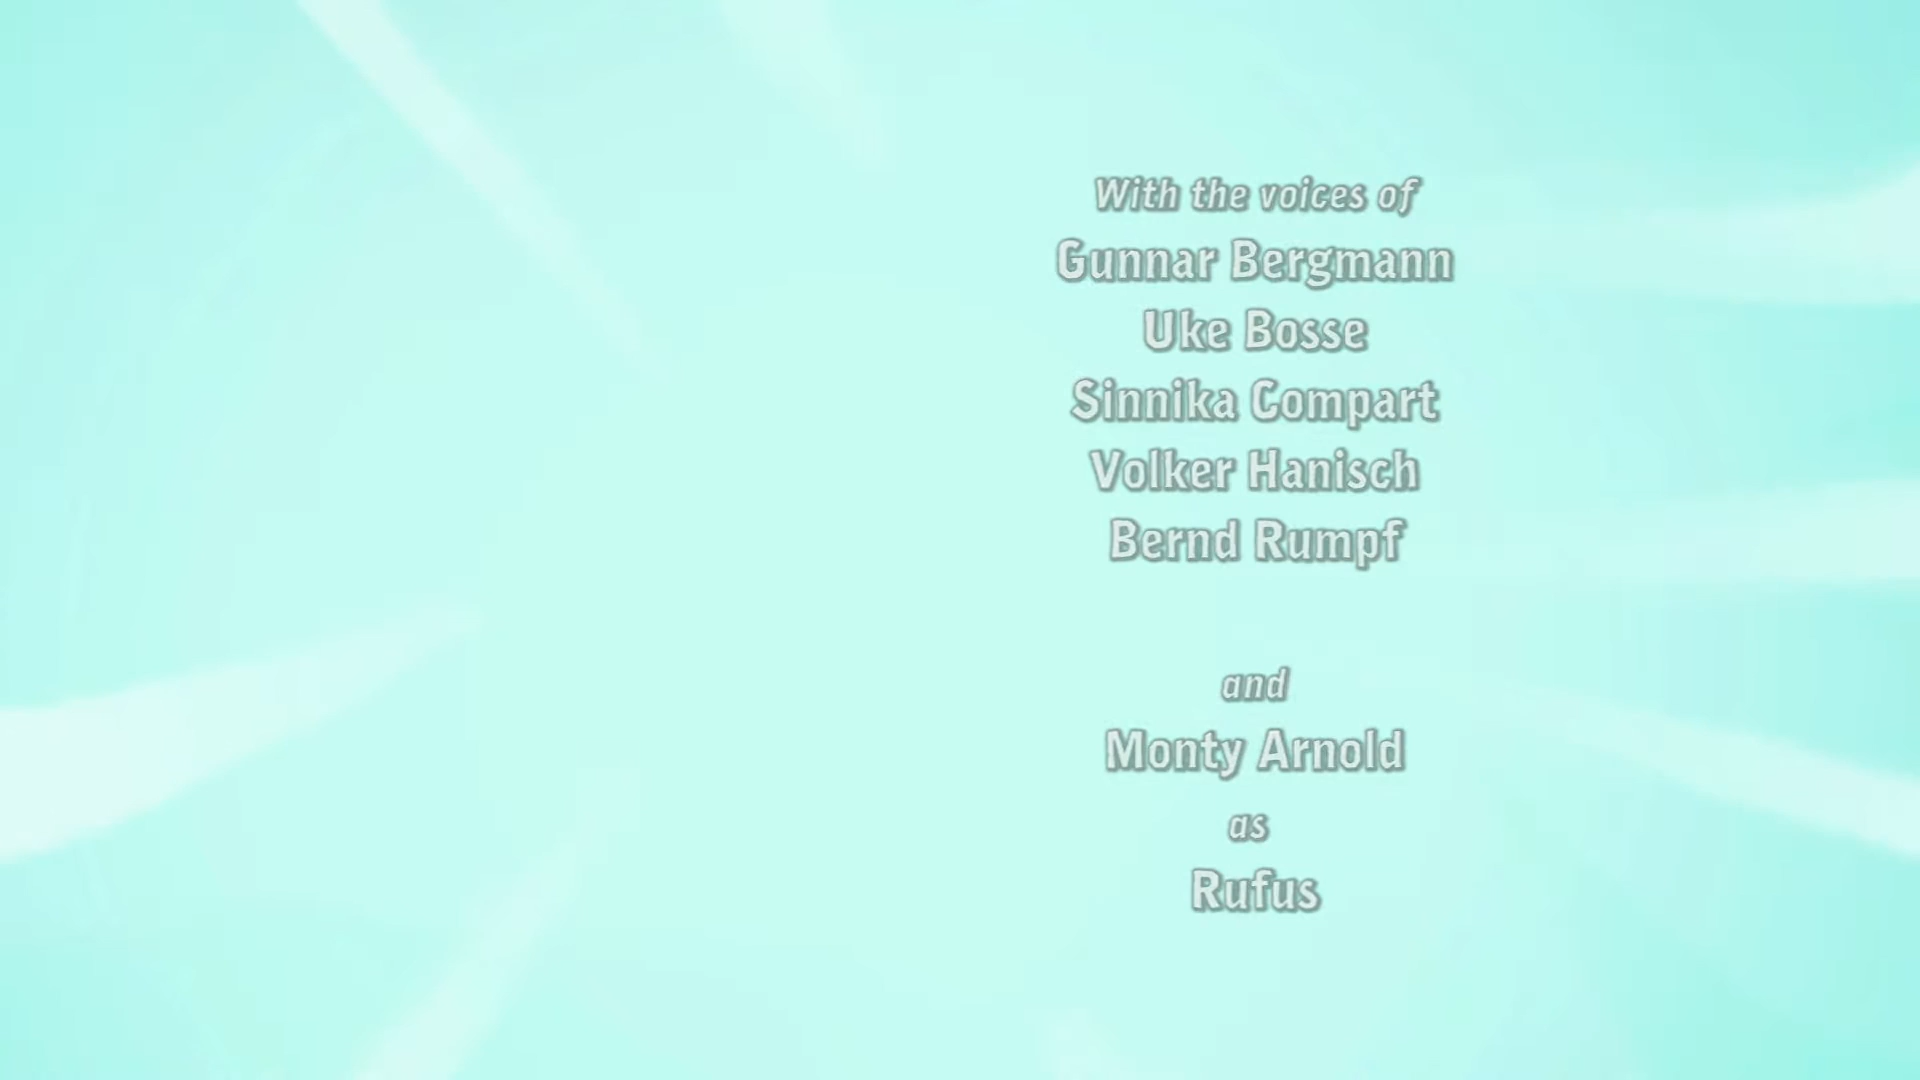 With the voices of
Gunnar Bergmann
Uke Bosse
Sinnika Compart
Volker Hanisch
Bernd Rumpf
and
Monty Arnold
as
Rufus